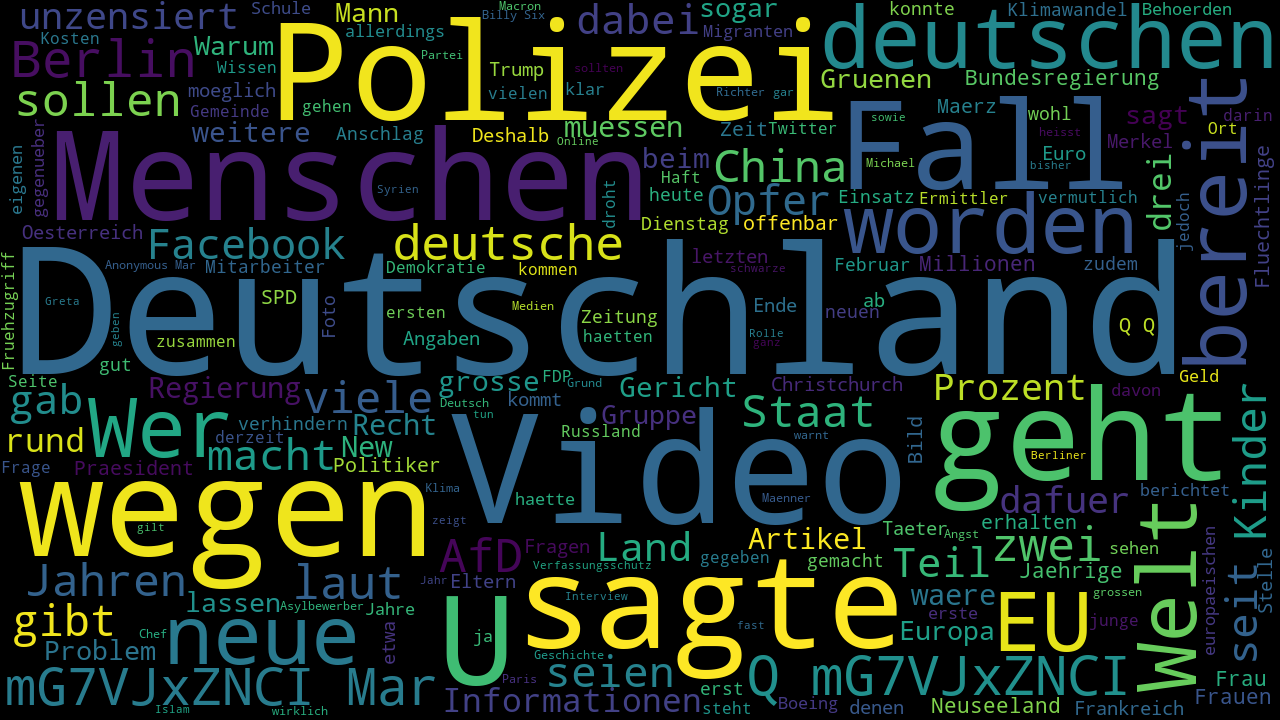 unzensiert
Schule
Mann
Macron
Billy Six
dabei
sogar
Migranten
konnte
Klimawandel
Behoerden
Kosten
Berlin
Warum
Wissen
allerdings
Polizei
Partei
Trump
sollten
deutschen
Gruenen
Bundesregierung
sollen
moeglich
Gemeinde
gehen
vielen
klar
Richter gar
Fall
sowie
Maerz
wohl
sagt
darin
bereit
weitere
Anschlag
Deshalb
Online
muessen
Zeit
Twitter
heisst
Euro
Merkel
Ort
eigenen
gegenueber
Menschen
Syrien
beim
Haft
heute
China
Michael
bisher
drei
Fluechtlinge
droht
Opfer
Einsatz
Ermittler
vermutlich
jedoch
Oesterreich
Facebook
deutsche
Dienstag
offenbar
worden
Anonymous Mar
Mitarbeiter
Demokratie
kommen
letzten
schwarze
Februar
Millionen
zudem
Fruehzugriff
Greta
Deutschland
SPD
Foto
ersten
Medien
Zeitung
Ende
neuen
ab
Q Q
geben
zusammen
Angaben
haetten
Rolle
ganz
gut
Seite
Regierung
viele
grosse
FDP
Grund
Gericht
Christchurch
Prozent
davon
Geld
gab
Wer
verhindern
Recht
Deutsch
tun
kommt
Gruppe
Staat
geht
rund
derzeit
macht
New
Russland
Video
warnt
Bild
Berliner
Kinder
Frage
Praesident
Politiker
wegen
Klima
haette
Maenner
dafuer
berichtet
gilt
zeigt
AfD
Fragen
Land
Artikel
Taeter
Angst
erhalten
zwei
sehen
Welt
Verfassungsschutz
gegeben
gemacht
Teil
Jaehrige
europaeischen
seit
Stelle
Jahren
laut
Jahr
Eltern
sagte
Interview
waere
grossen
gibt
lassen
Asylbewerber
Jahre
U
fast
erste
EU
junge
Problem
Chef
neue
etwa
ja
Geschichte
Europa
mG7VJxZNCI Mar
Paris
seien
erst
Q mG7VJxZNCI
Frau
Islam
wirklich
Informationen
steht
Boeing
denen
Neuseeland
Frankreich
Frauen